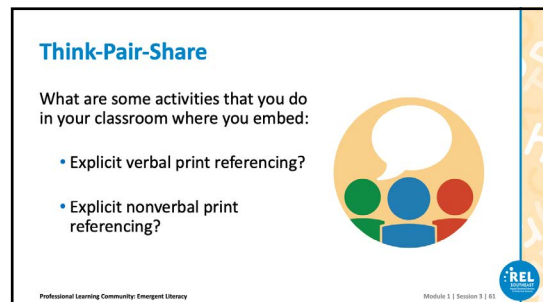 Think-Pair-Share
What are some activities that you do
in your classroom where you embed:
• Explicit verbal print referencing?
• Explicit nonverbal print
referencing?
Professional Learning Community: Emergent Literacy
Module 1 | Session 3 | 61
REL
SOUTHEAST